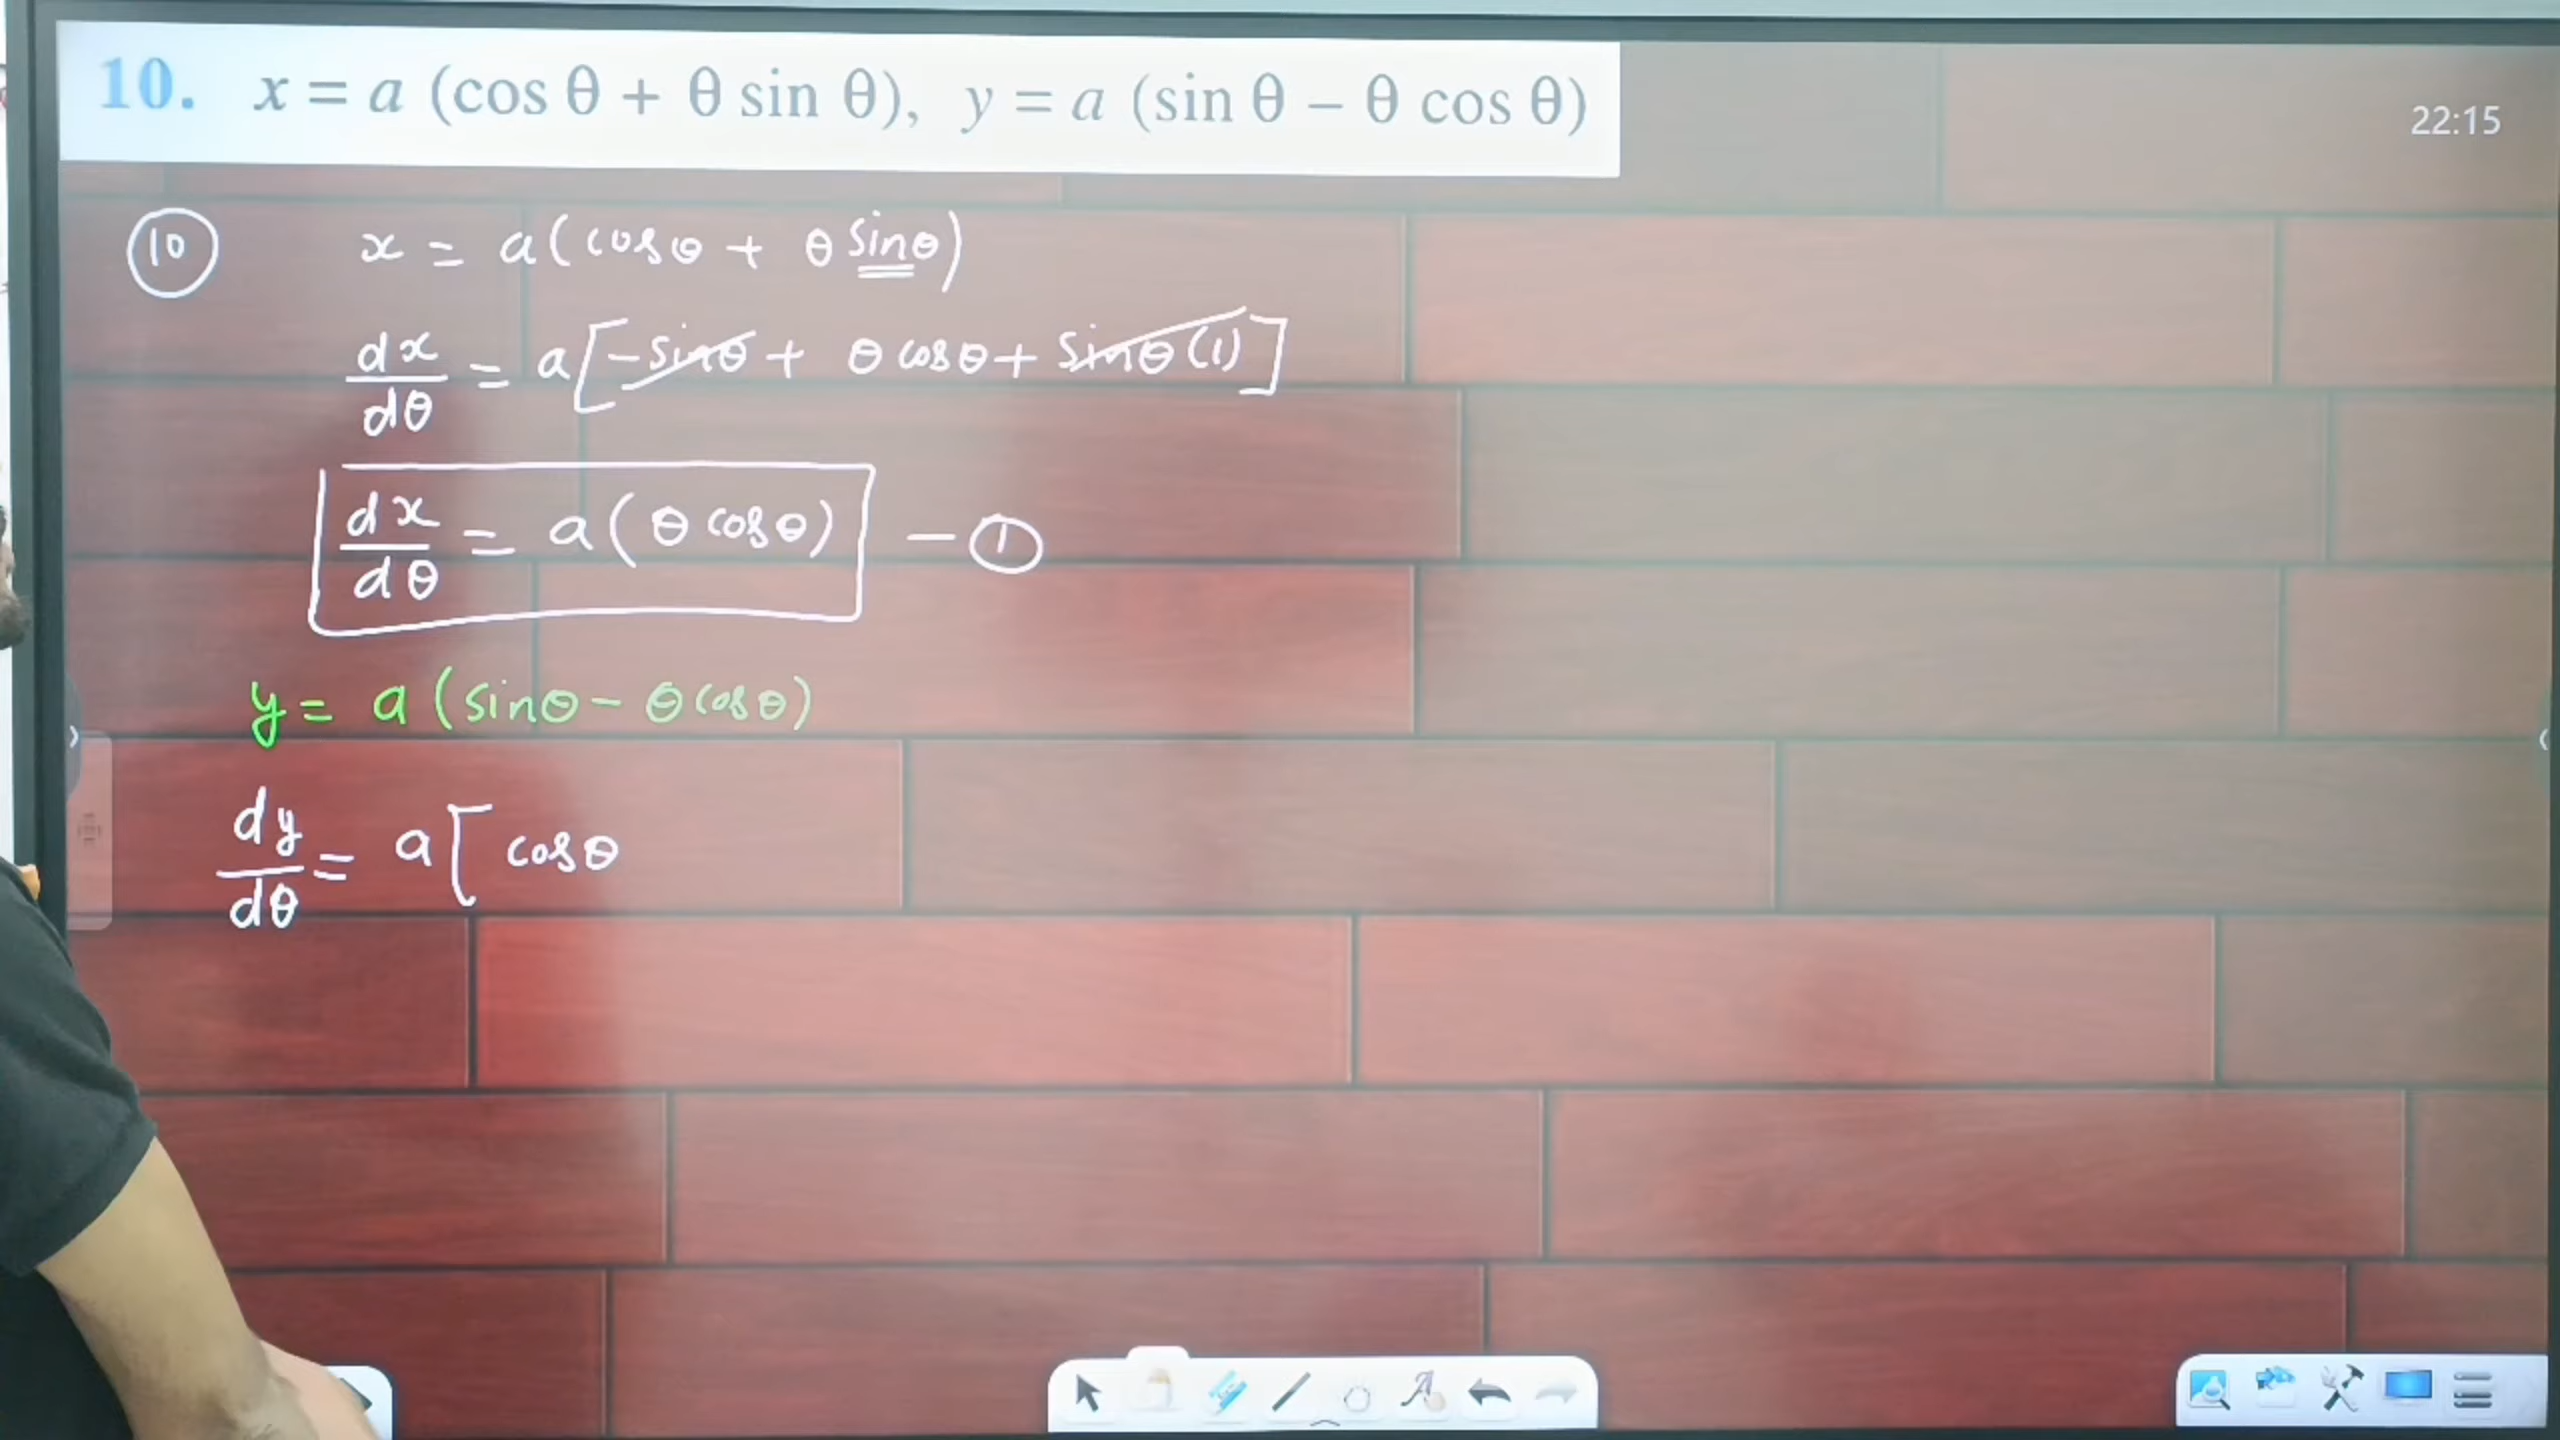 10. x = a (cos θ + θ sin θ), y = a (sin θ – θ cos θ)
22:15
10 x = a(cosθ + θ sinθ)
dx/dθ = a[-sinθ + θ cosθ + sinθ(1)]
dx/dθ = a(θ cosθ) - 1
y = a (sinθ - θ cosθ)
dy/dθ = a[ cosθ